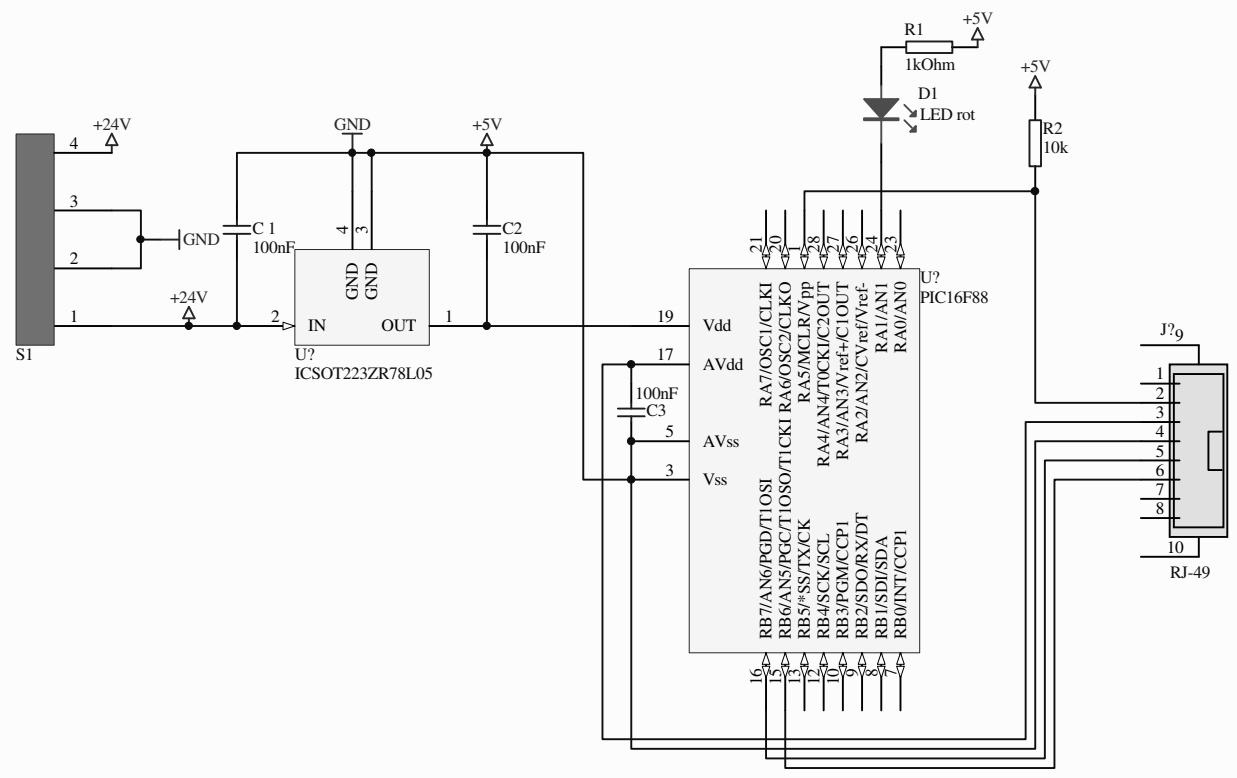 +5V
R1
1kOhm
+5V
D1
LED rot
R2
10k
+24V
GND
+5V
4
3
GND
2
C 1
100nF
4
3
C2
100nF
+24V
1
S1
2
IN
GND
GND
OUT
1
U?
ICSOT223ZR78L05
21
20
1
28
27
26
24
23
U?
PIC16F88
19
Vdd
17
AVdd
100nF
C3
5
AVss
3
Vss
RA7/OSC1/CLKI
RA6/OSC2/CLKO
RA5/MCLR/Vpp
RA4/AN4/T0CKI/C2OUT
RA3/AN3/Vref+/C1OUT
RA2/AN2/CVref/Vref-
RA1/AN1
RA0/AN0
RB7/AN6/PGD/T1OSI
RB6/AN5/PGC/T1OSO/T1CKI
RB5/*SS/TX/CK
RB4/SCK/SCL
RB3/PGM/CCP1
RB2/SDO/RX/DT
RB1/SDI/SDA
RB0/INT/CCP1
16
15
13
12
10
9
8
7
J?
9
1
2
3
4
5
6
7
8
10
RJ-49